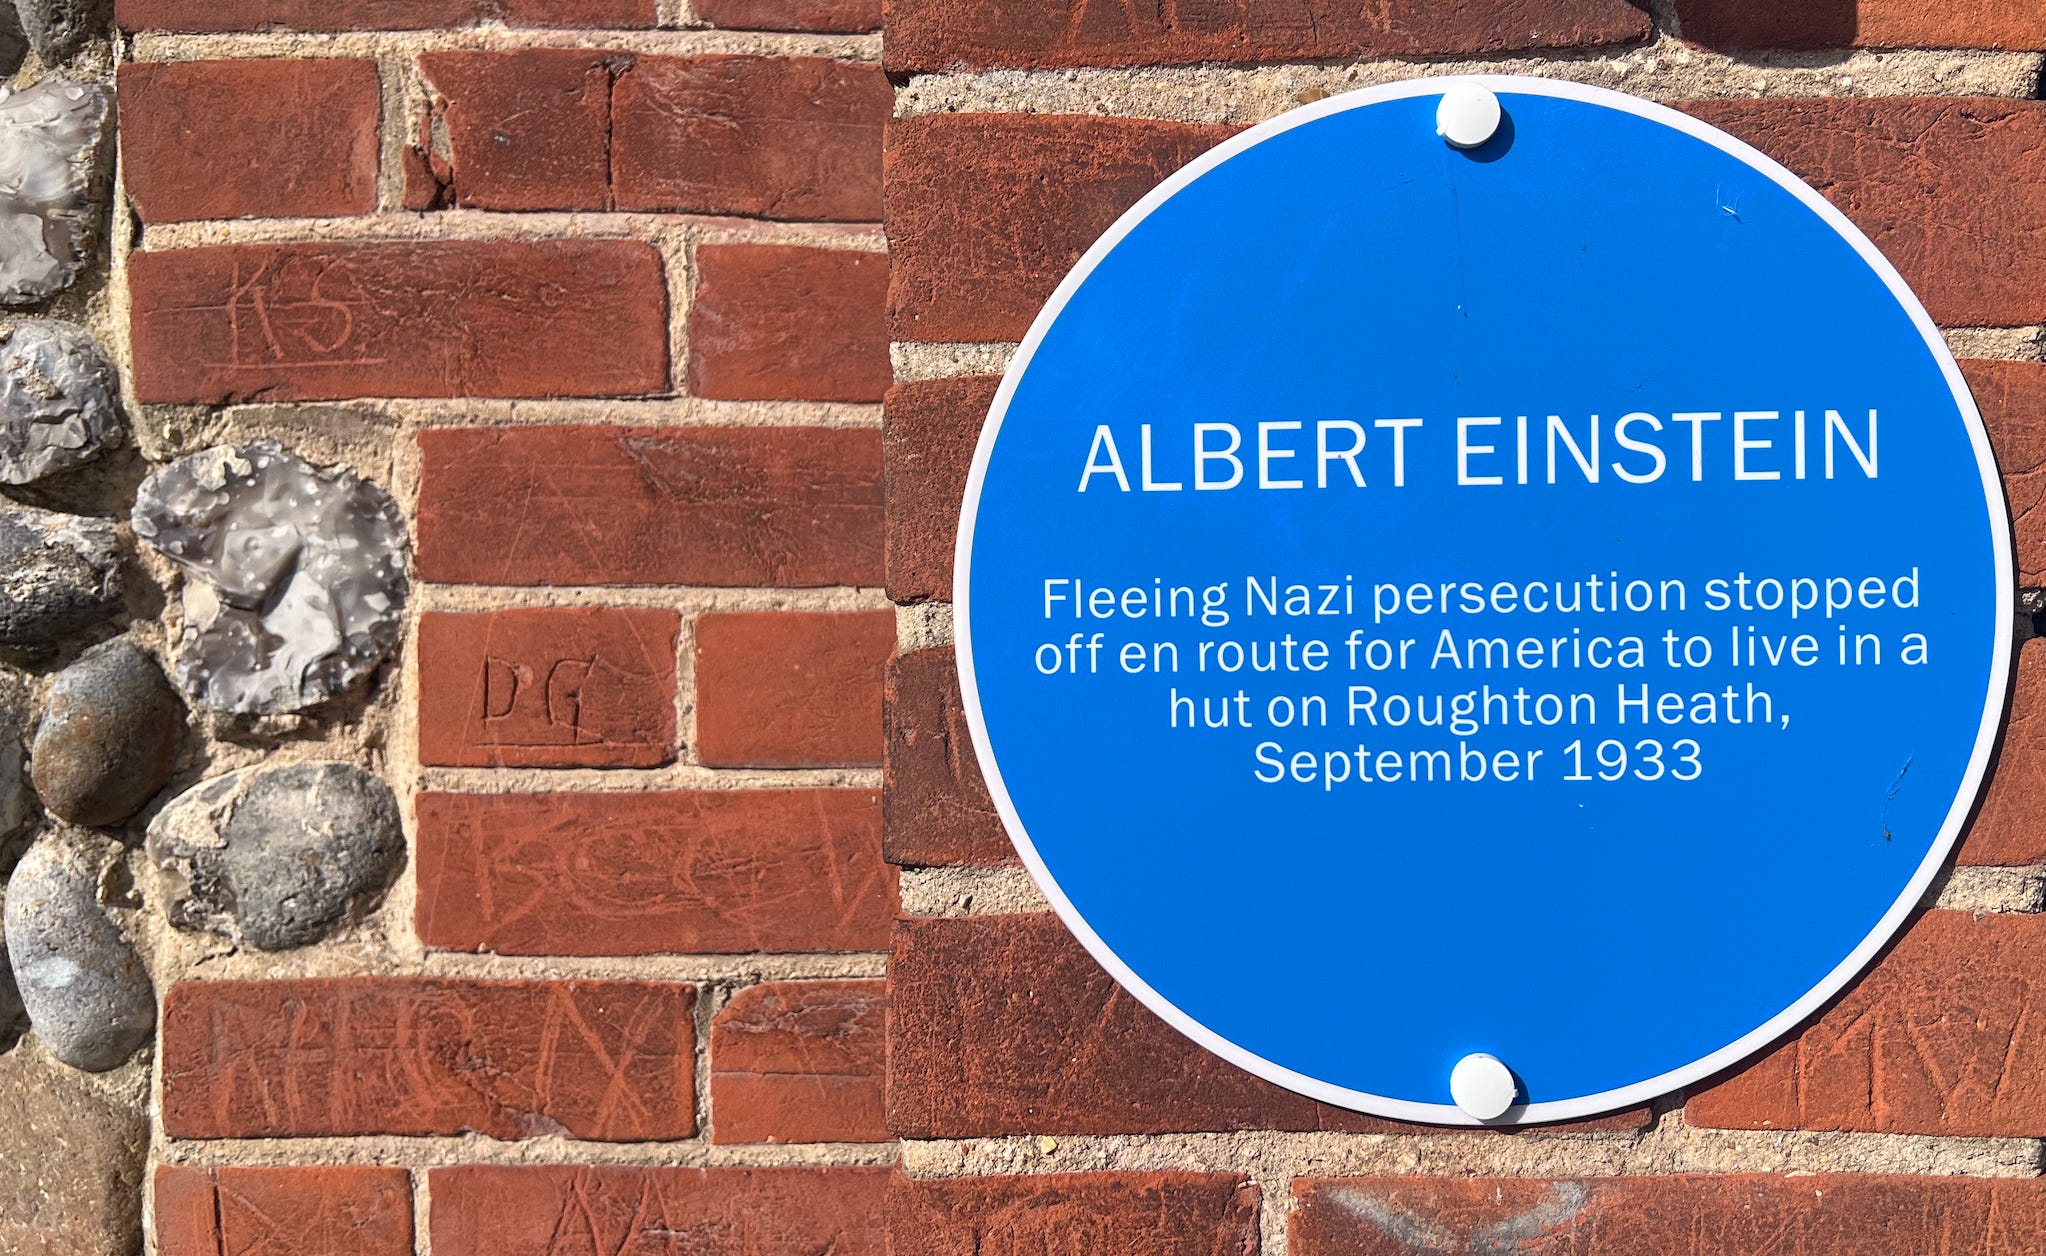 ALBERT EINSTEIN
Fleeing Nazi persecution stopped
off en route for America to live in a
hut on Roughton Heath,
September 1933
DG